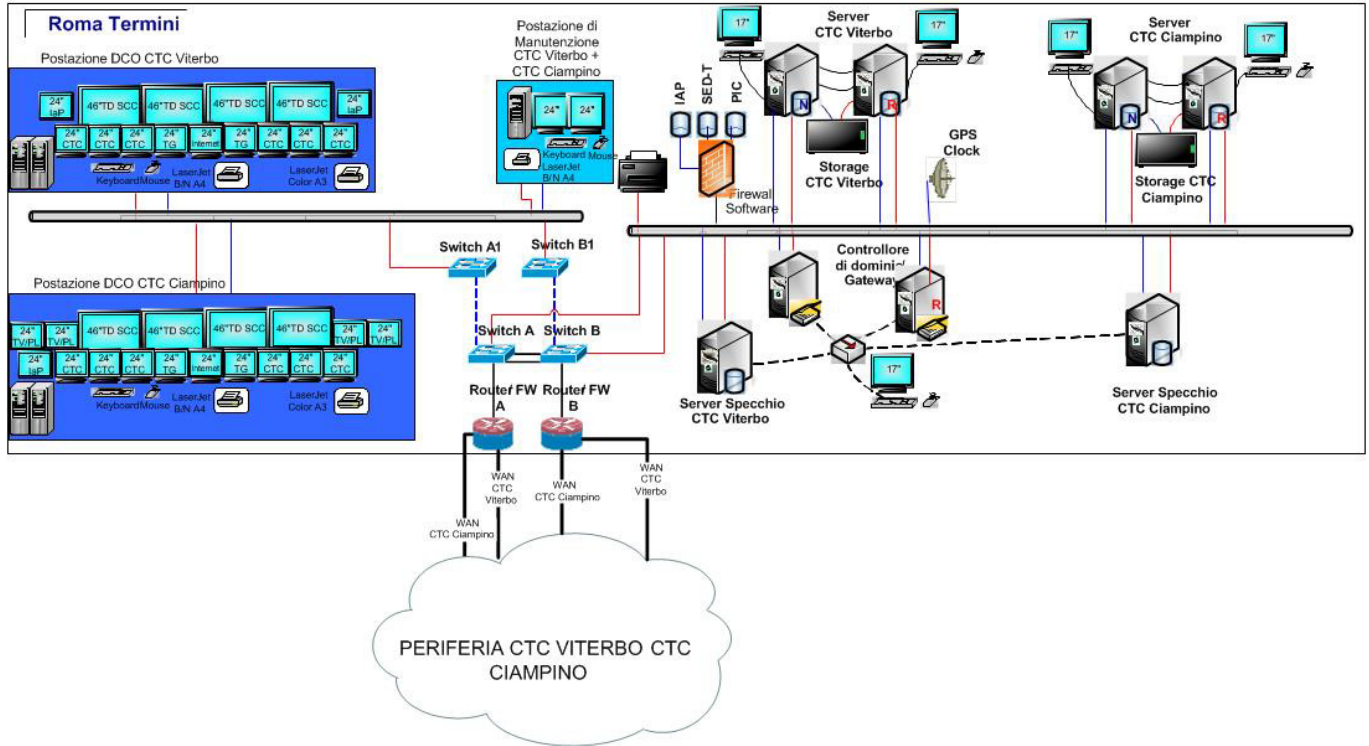 Roma Termini
Postazione DCO CTC Viterbo
24" IaP
46"TD SCC
46"TD SCC
46"TD SCC
46"TD SCC
24" IaP
24" CTC
24" CTC
24" CTC
24" TG
24" Internet
24" TG
24" CTC
24" CTC
24" CTC
Keyboard
Mouse
LaserJet
B/N A4
LaserJet
Color A3
Postazione di
Manutenzione
CTC Viterbo +
CTC Ciampino
24"
24"
Keyboard
Mouse
LaserJet
B/N A4
IAP
SED-T
PIC
Firewal
Software
17"
Server
CTC Viterbo
17"
N
R
Storage
CTC Viterbo
GPS
Clock
17"
Server
CTC Ciampino
17"
N
R
Storage CTC
Ciampino
Switch A1
Switch B1
Controllore
di dominio/
Gateway
R
Postazione DCO CTC Ciampino
24" TV/PL
24" TV/PL
46"TD SCC
46"TD SCC
46"TD SCC
46"TD SCC
24" TV/PL
24" TV/PL
24" IaP
24" CTC
24" CTC
24" CTC
24" TG
24" Internet
24" TG
24" CTC
24" CTC
24" CTC
Keyboard
Mouse
LaserJet
B/N A4
LaserJet
Color A3
Switch A
Switch B
Router FW
A
Router FW
B
Server Specchio
CTC Viterbo
17"
Server Specchio
CTC Ciampino
WAN
CTC Ciampino
WAN
CTC
Viterbo
WAN
CTC Ciampino
WAN
CTC
Viterbo
PERIFERIA CTC VITERBO CTC
CIAMPINO